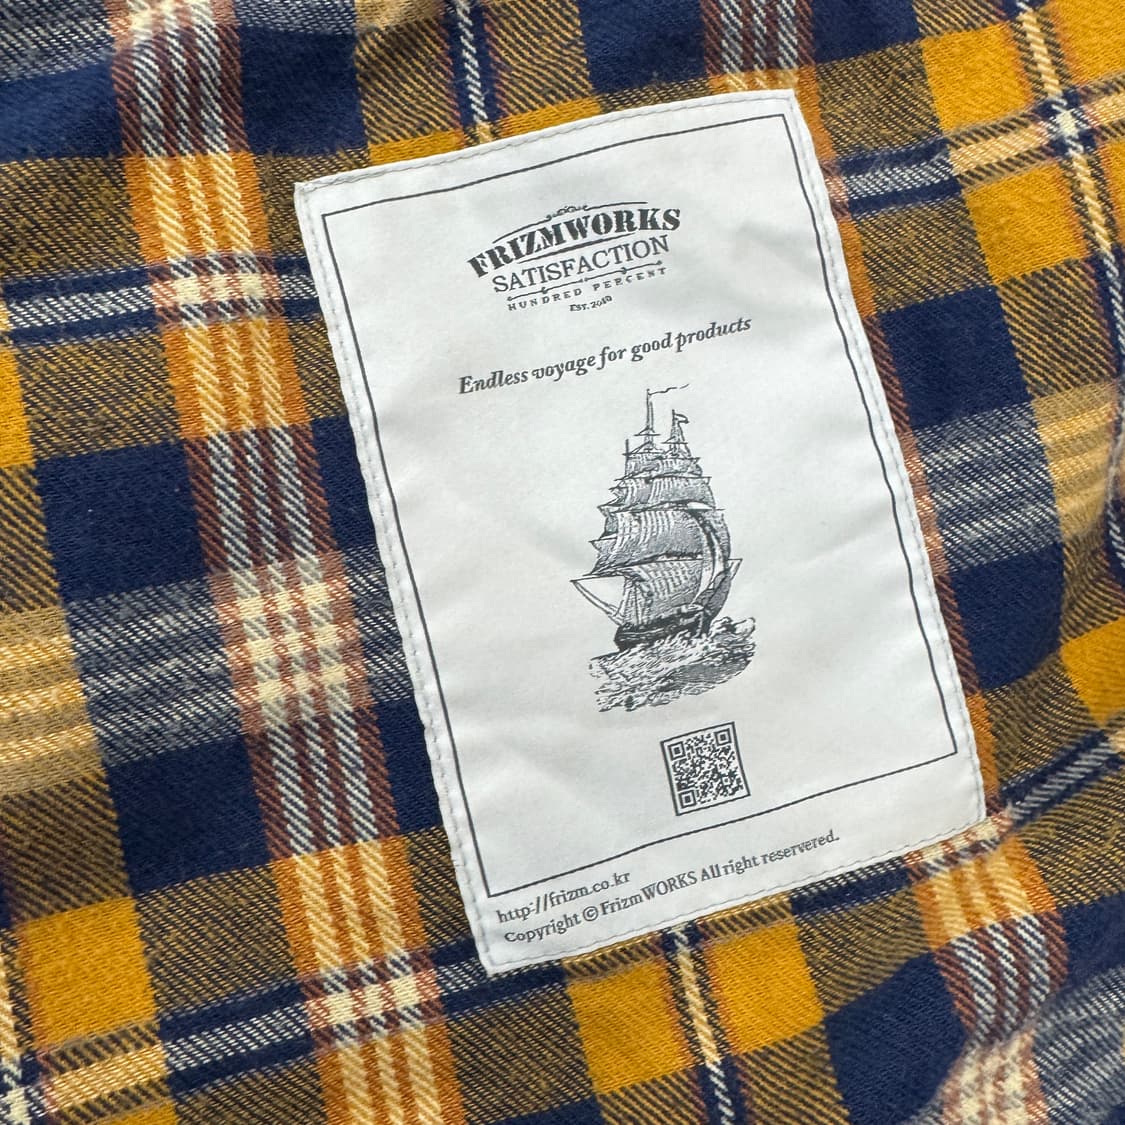 FRIZMWORKS
SATISFACTION
HUNDRED PERCENT
EST. 2010
Endless voyage for good products
http://frizm.co.kr
Copyright © FrizmWORKS All right reservered.